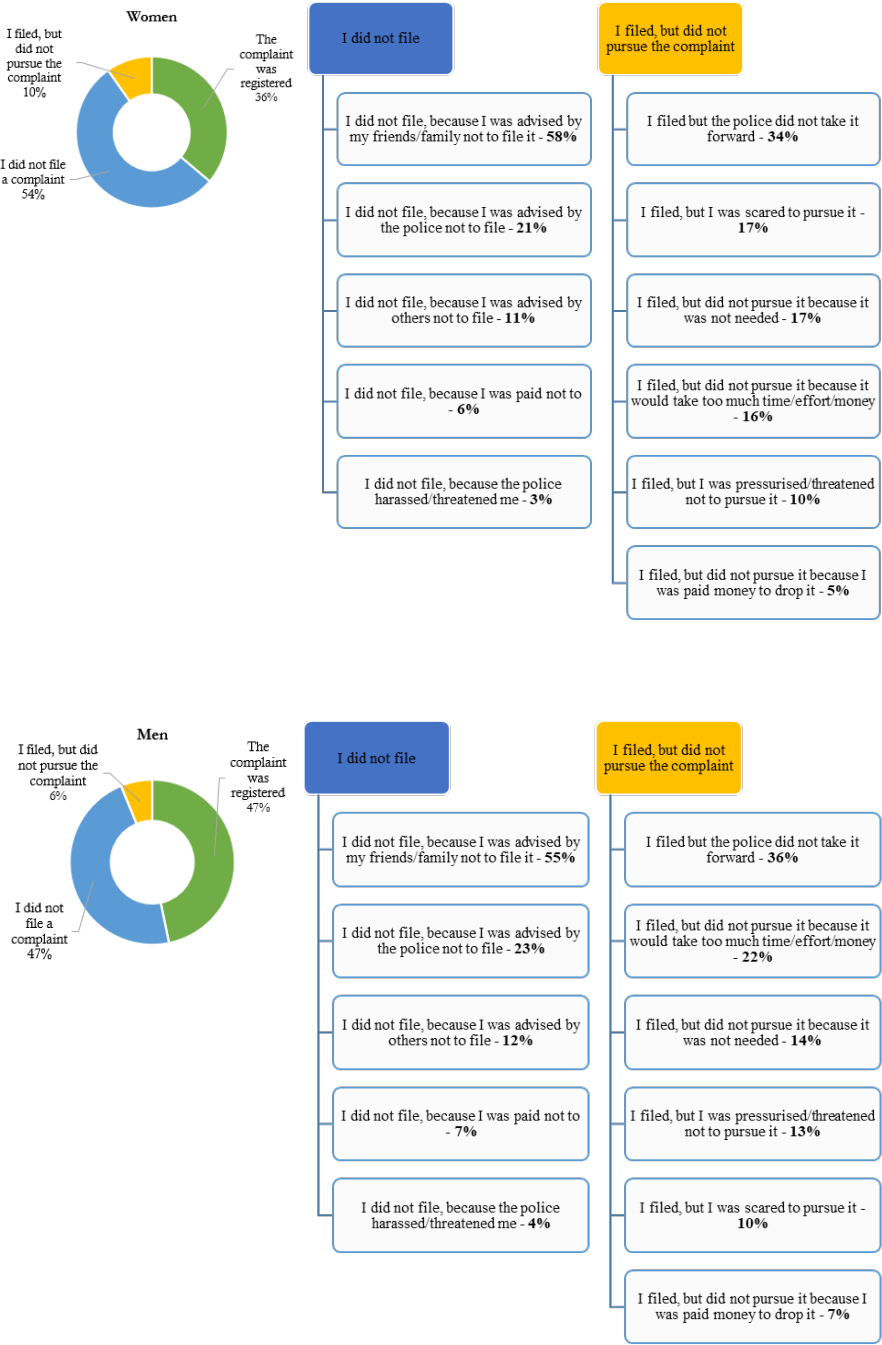 Women
I filed, but
did not
pursue the
complaint
10%
The
complaint
was
registered
36%
I did not file
a complaint
54%
I did not file
I did not file, because I was advised by
my friends/family not to file it - 58%
I did not file, because I was advised by
the police not to file - 21%
I did not file, because I was advised by
others not to file - 11%
I did not file, because I was paid not to
- 6%
I did not file, because the police
harassed/threatened me - 3%
I filed, but did not
pursue the complaint
I filed but the police did not take it
forward - 34%
I filed, but I was scared to pursue it -
17%
I filed, but did not pursue it because it
was not needed - 17%
I filed, but did not pursue it because it
would take too much time/effort/money
- 16%
I filed, but I was pressurised/threatened
not to pursue it - 10%
I filed, but did not pursue it because I
was paid money to drop it - 5%
Men
I filed, but did
not pursue the
complaint
6%
The
complaint
was
registered
47%
I did not
file a
complaint
47%
I did not file
I did not file, because I was advised by
my friends/family not to file it - 55%
I did not file, because I was advised by
the police not to file - 23%
I did not file, because I was advised by
others not to file - 12%
I did not file, because I was paid not to
- 7%
I did not file, because the police
harassed/threatened me - 4%
I filed, but did not
pursue the complaint
I filed but the police did not take it
forward - 36%
I filed, but did not pursue it because it
would take too much time/effort/money
- 22%
I filed, but did not pursue it because it
was not needed - 14%
I filed, but I was pressurised/threatened
not to pursue it - 13%
I filed, but I was scared to pursue it -
10%
I filed, but did not pursue it because I
was paid money to drop it - 7%